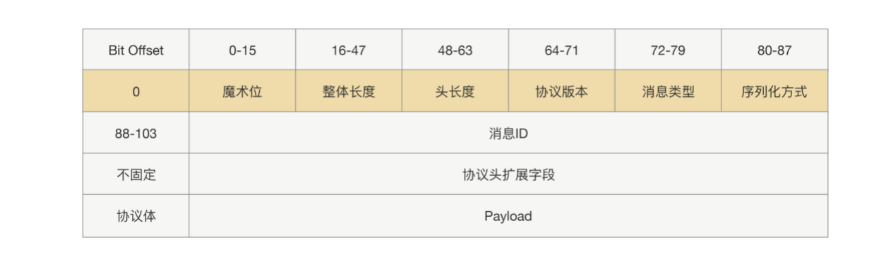 Bit Offset 0-15 16-47 48-63 64-71 72-79 80-87
0 魔术位 整体长度 头长度 协议版本 消息类型 序列化方式
88-103 消息ID
不固定 协议头扩展字段
协议体 Payload